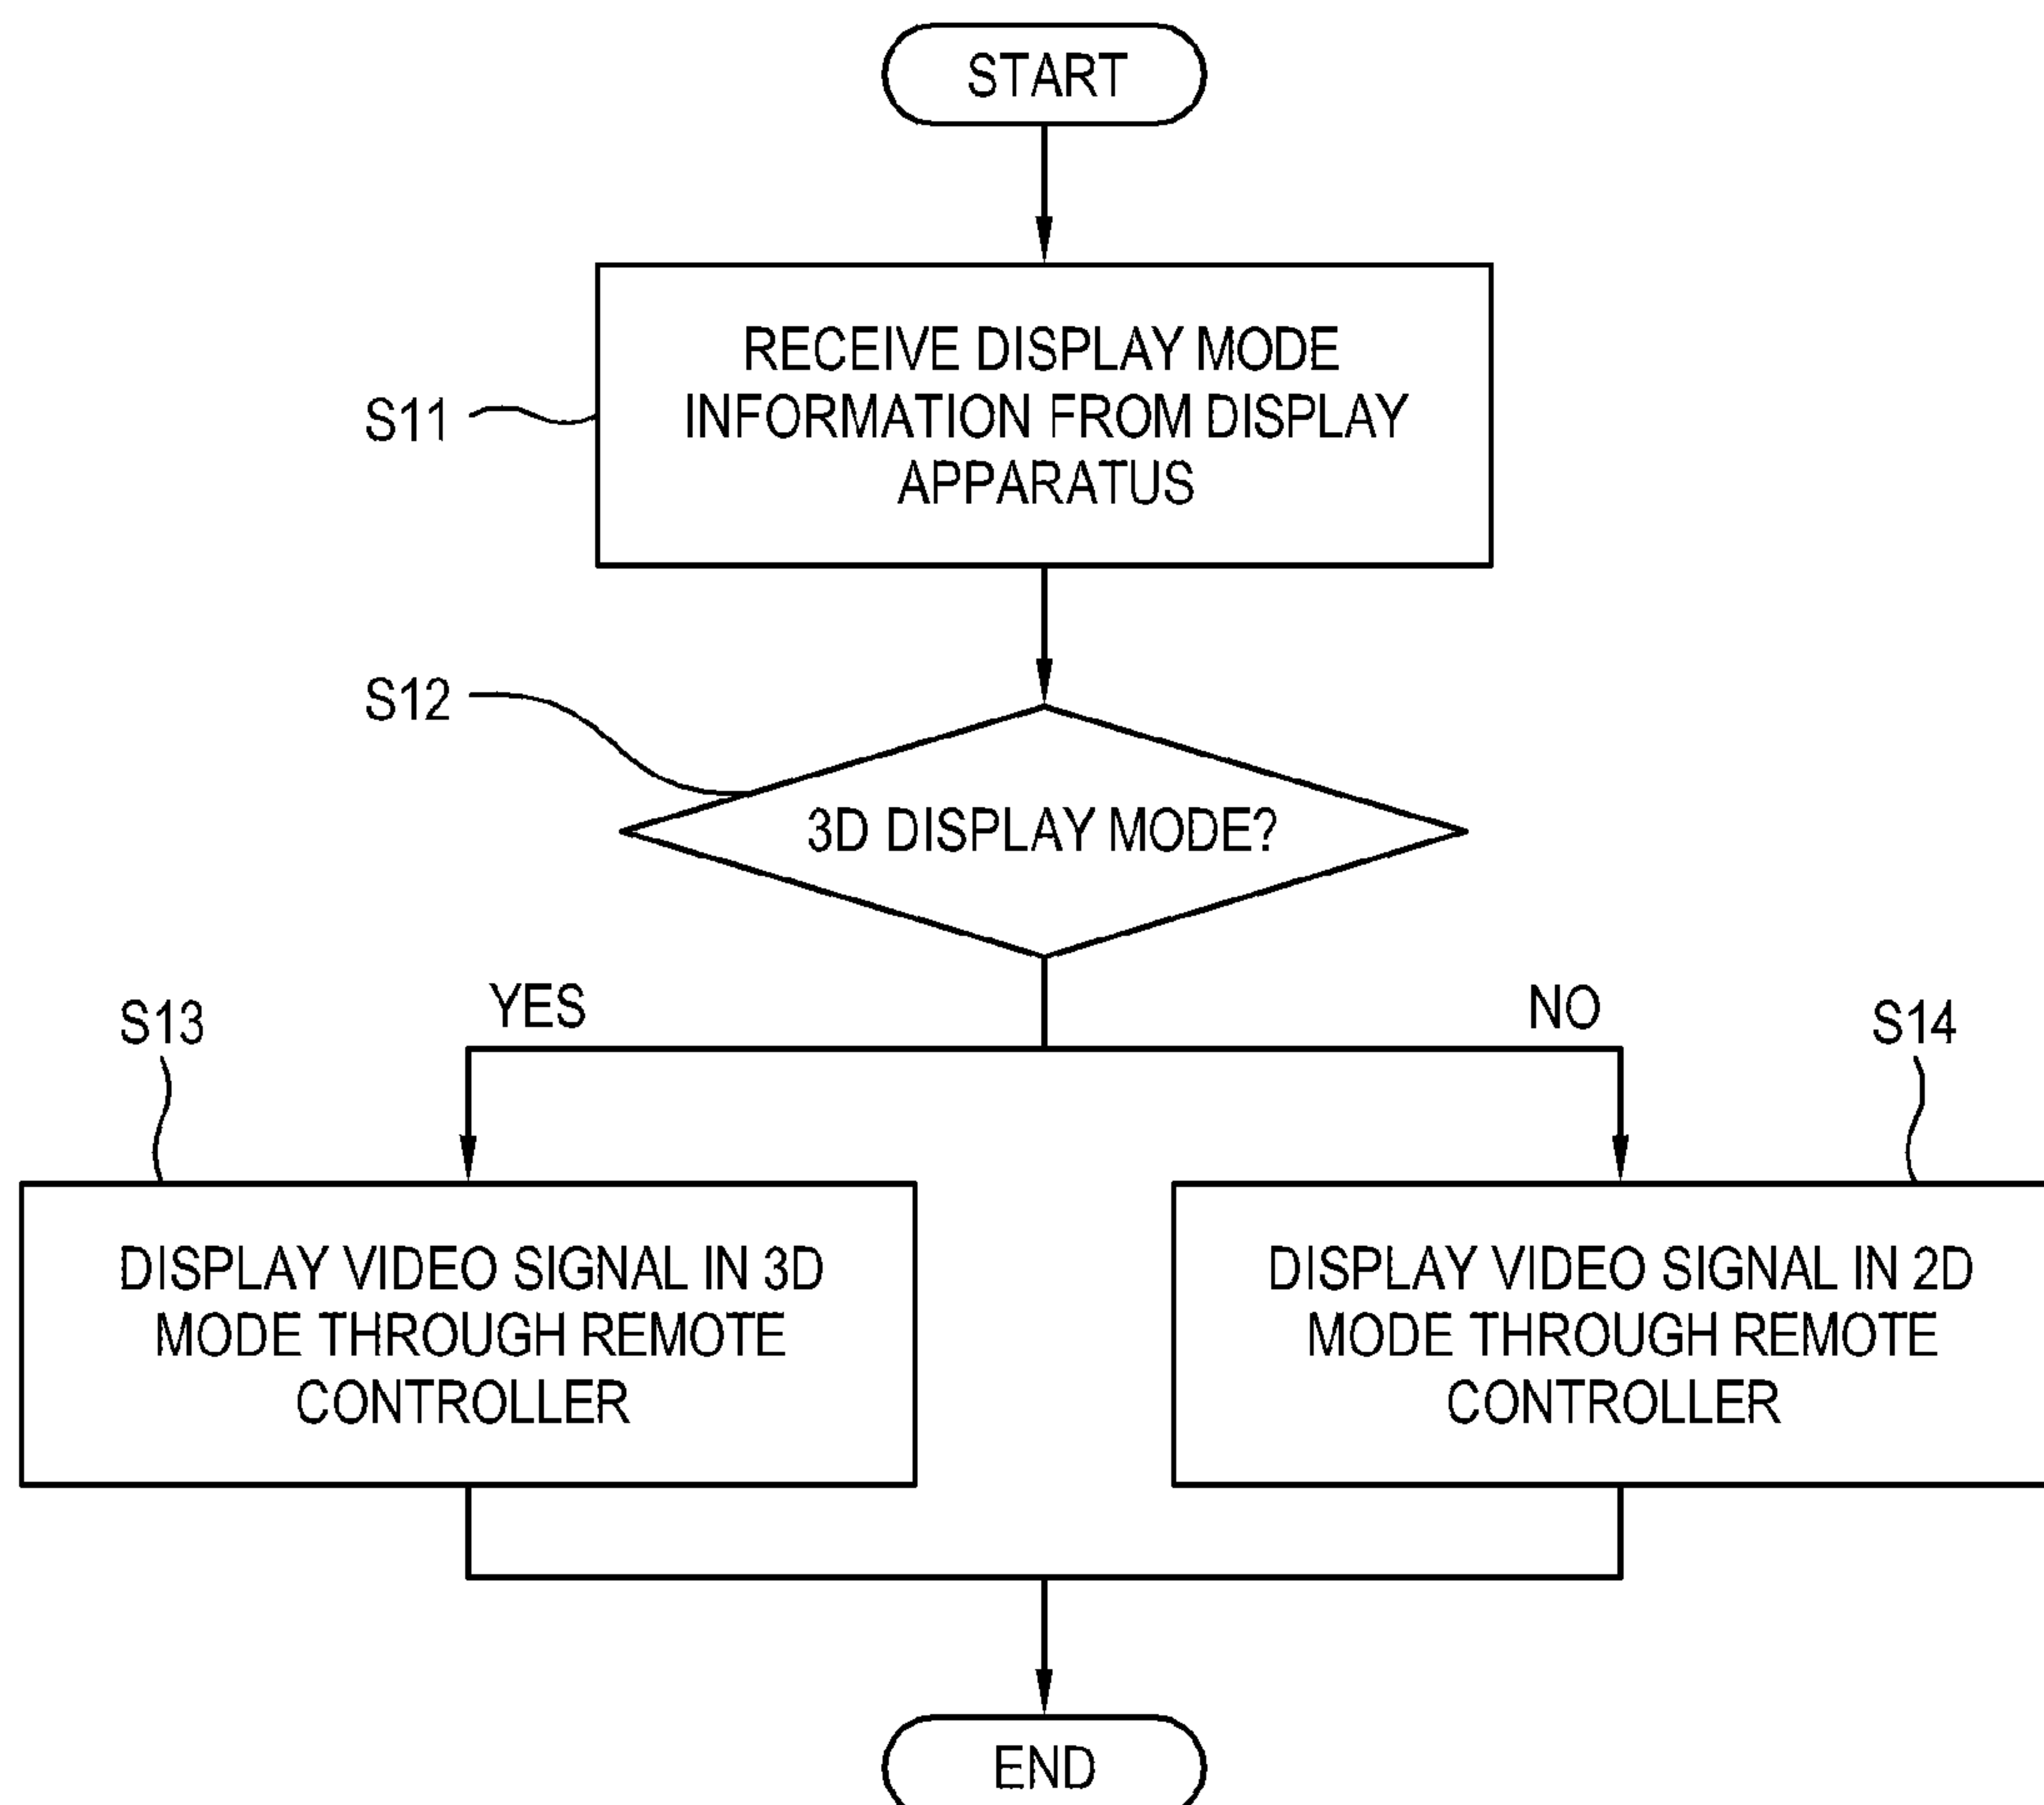 START
RECEIVE DISPLAY MODE
INFORMATION FROM DISPLAY
APPARATUS
S11
S12
3D DISPLAY MODE?
YES
NO
S13
S14
DISPLAY VIDEO SIGNAL IN 3D
MODE THROUGH REMOTE
CONTROLLER
DISPLAY VIDEO SIGNAL IN 2D
MODE THROUGH REMOTE
CONTROLLER
END